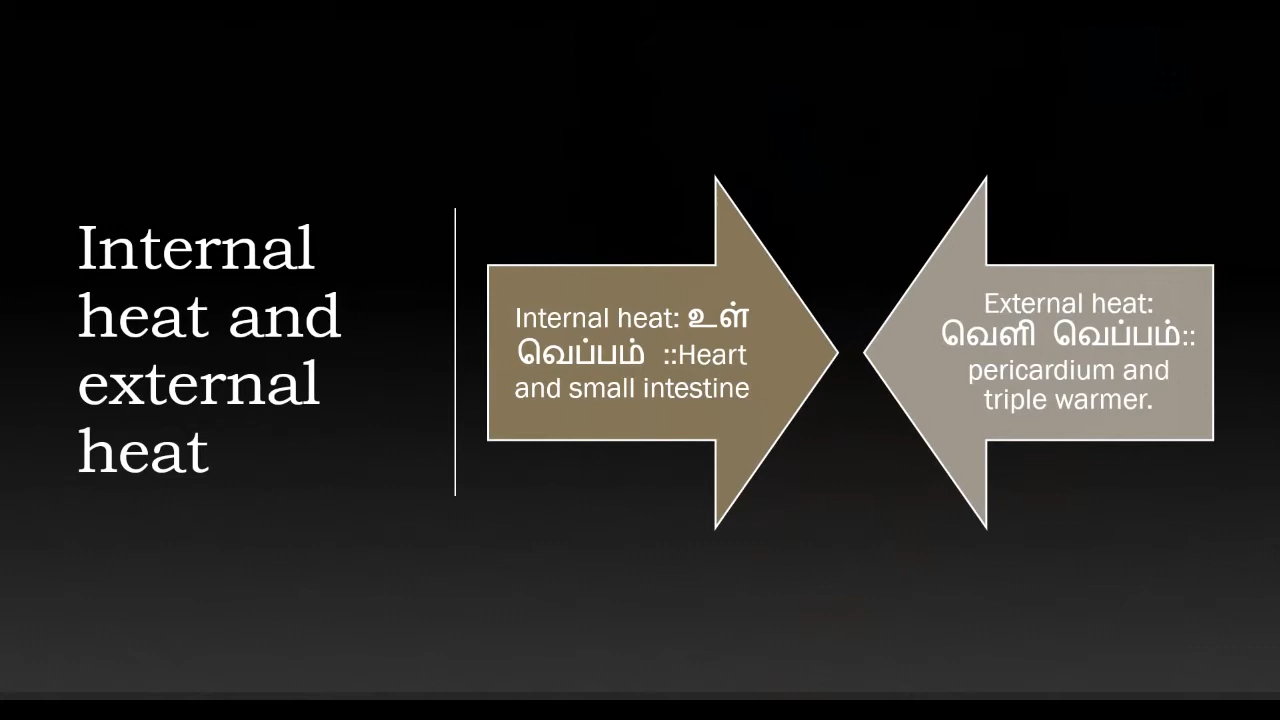 Internal
heat and
external
heat
Internal heat: உள்
வெப்பம் ::Heart
and small intestine
External heat:
வெளி வெப்பம்::
pericardium and
triple warmer.